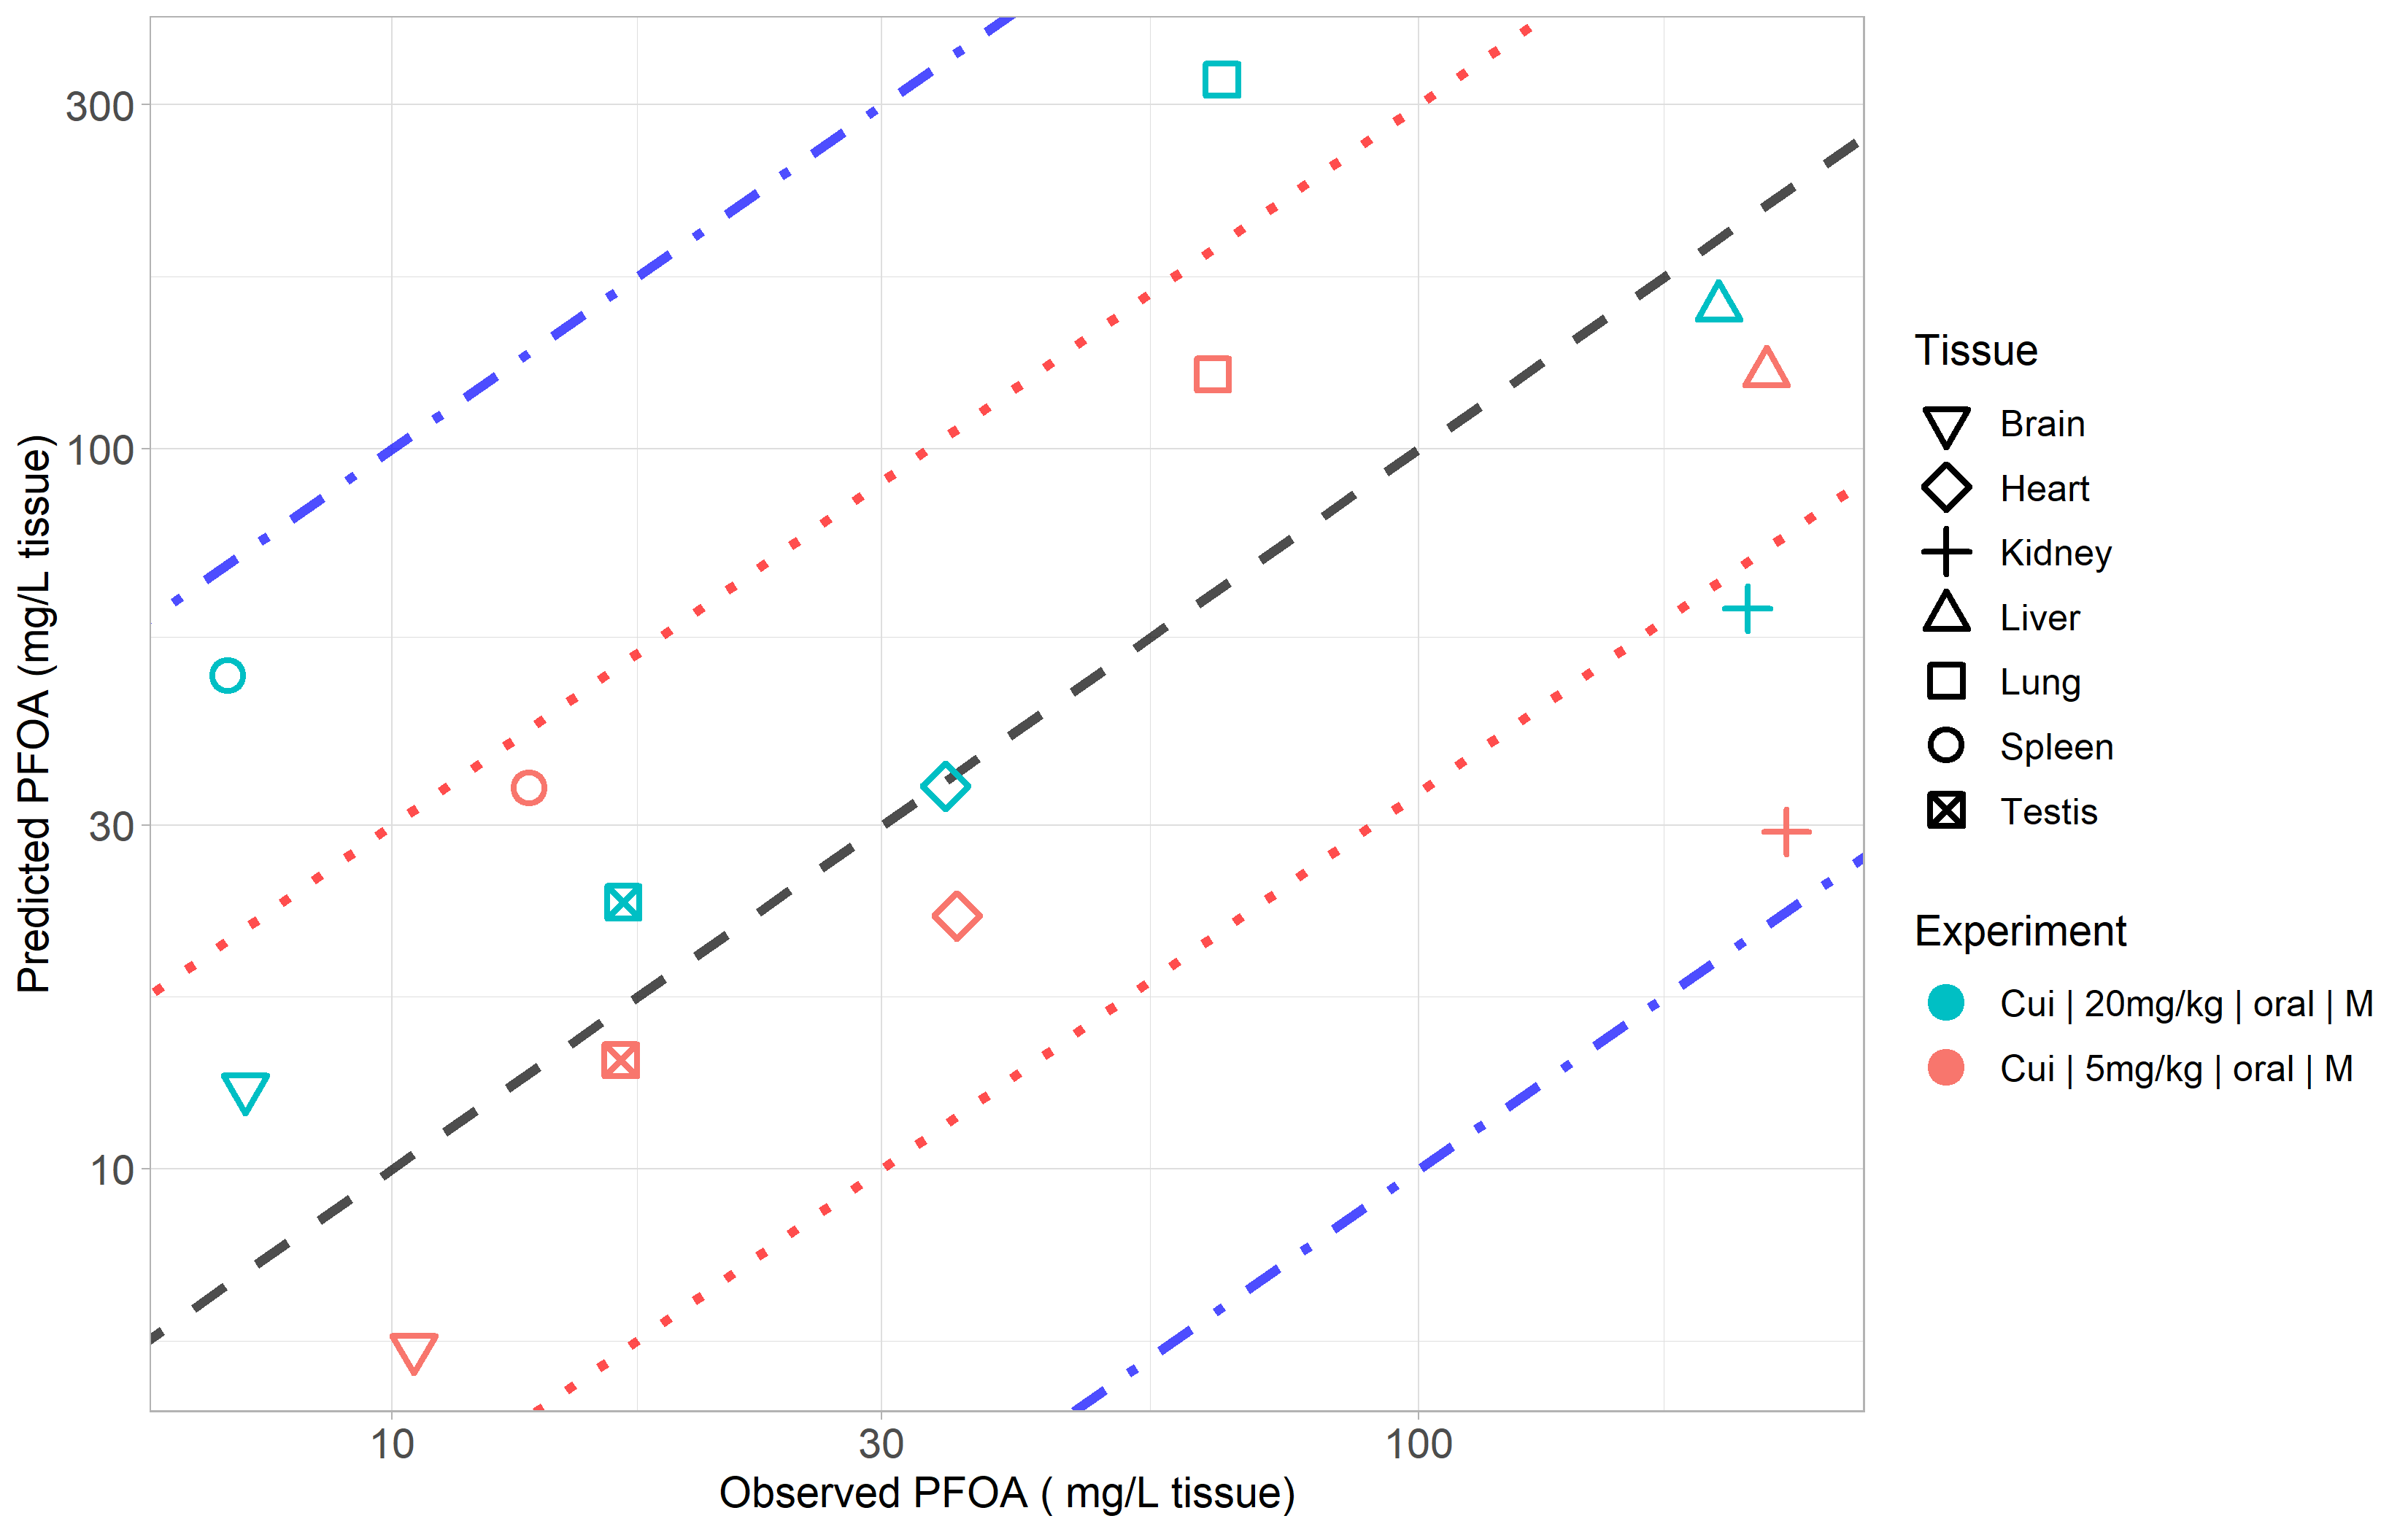 300
100
30
10
Predicted PFOA (mg/L tissue)
10
30
100
Observed PFOA ( mg/L tissue)
Tissue
Brain
Heart
Kidney
Liver
Lung
Spleen
Testis
Experiment
Cui | 20mg/kg | oral | M
Cui | 5mg/kg | oral | M